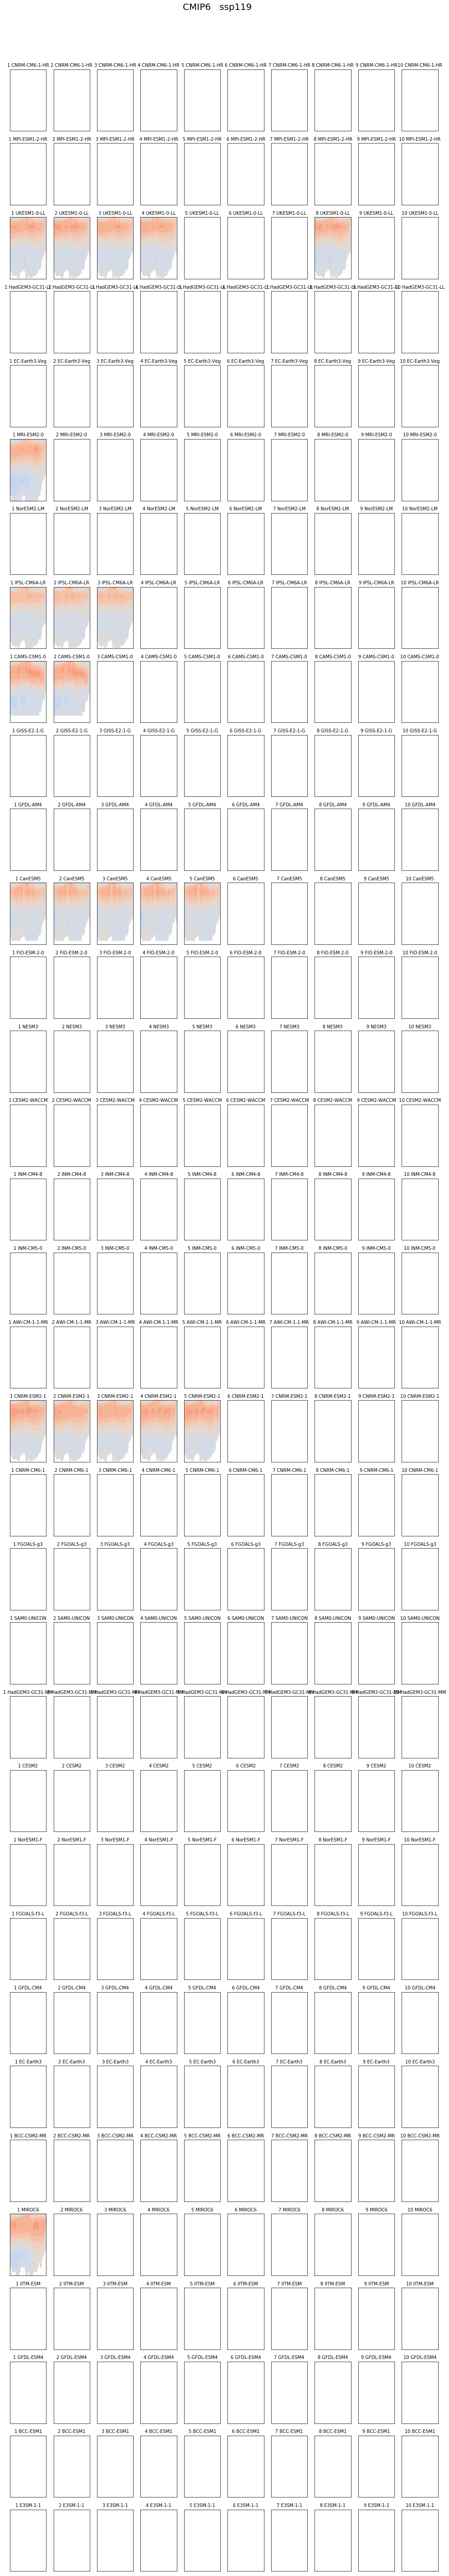 CMIP6 ssp119
1 CNRM-CM6-1-HR 2 CNRM-CM6-1-HR 3 CNRM-CM6-1-HR 4 CNRM-CM6-1-HR 5 CNRM-CM6-1-HR 6 CNRM-CM6-1-HR 7 CNRM-CM6-1-HR 8 CNRM-CM6-1-HR 9 CNRM-CM6-1-HR 10 CNRM-CM6-1-HR
1 MPI-ESM1-2-HR 2 MPI-ESM1-2-HR 3 MPI-ESM1-2-HR 4 MPI-ESM1-2-HR 5 MPI-ESM1-2-HR 6 MPI-ESM1-2-HR 7 MPI-ESM1-2-HR 8 MPI-ESM1-2-HR 9 MPI-ESM1-2-HR 10 MPI-ESM1-2-HR
1 UKESM1-0-LL 2 UKESM1-0-LL 3 UKESM1-0-LL 4 UKESM1-0-LL 5 UKESM1-0-LL 6 UKESM1-0-LL 7 UKESM1-0-LL 8 UKESM1-0-LL 9 UKESM1-0-LL 10 UKESM1-0-LL
1 HadGEM3-GC31-LL 2 HadGEM3-GC31-LL 3 HadGEM3-GC31-LL 4 HadGEM3-GC31-LL 5 HadGEM3-GC31-LL 6 HadGEM3-GC31-LL 7 HadGEM3-GC31-LL 8 HadGEM3-GC31-LL 9 HadGEM3-GC31-LL 10 HadGEM3-GC31-LL
1 EC-Earth3-Veg 2 EC-Earth3-Veg 3 EC-Earth3-Veg 4 EC-Earth3-Veg 5 EC-Earth3-Veg 6 EC-Earth3-Veg 7 EC-Earth3-Veg 8 EC-Earth3-Veg 9 EC-Earth3-Veg 10 EC-Earth3-Veg
1 MRI-ESM2-0 2 MRI-ESM2-0 3 MRI-ESM2-0 4 MRI-ESM2-0 5 MRI-ESM2-0 6 MRI-ESM2-0 7 MRI-ESM2-0 8 MRI-ESM2-0 9 MRI-ESM2-0 10 MRI-ESM2-0
1 NorESM2-LM 2 NorESM2-LM 3 NorESM2-LM 4 NorESM2-LM 5 NorESM2-LM 6 NorESM2-LM 7 NorESM2-LM 8 NorESM2-LM 9 NorESM2-LM 10 NorESM2-LM
1 IPSL-CM6A-LR 2 IPSL-CM6A-LR 3 IPSL-CM6A-LR 4 IPSL-CM6A-LR 5 IPSL-CM6A-LR 6 IPSL-CM6A-LR 7 IPSL-CM6A-LR 8 IPSL-CM6A-LR 9 IPSL-CM6A-LR 10 IPSL-CM6A-LR
1 CAMS-CSM1-0 2 CAMS-CSM1-0 3 CAMS-CSM1-0 4 CAMS-CSM1-0 5 CAMS-CSM1-0 6 CAMS-CSM1-0 7 CAMS-CSM1-0 8 CAMS-CSM1-0 9 CAMS-CSM1-0 10 CAMS-CSM1-0
1 GISS-E2-1-G 2 GISS-E2-1-G 3 GISS-E2-1-G 4 GISS-E2-1-G 5 GISS-E2-1-G 6 GISS-E2-1-G 7 GISS-E2-1-G 8 GISS-E2-1-G 9 GISS-E2-1-G 10 GISS-E2-1-G
1 GFDL-AM4 2 GFDL-AM4 3 GFDL-AM4 4 GFDL-AM4 5 GFDL-AM4 6 GFDL-AM4 7 GFDL-AM4 8 GFDL-AM4 9 GFDL-AM4 10 GFDL-AM4
1 CanESM5 2 CanESM5 3 CanESM5 4 CanESM5 5 CanESM5 6 CanESM5 7 CanESM5 8 CanESM5 9 CanESM5 10 CanESM5
1 FIO-ESM-2-0 2 FIO-ESM-2-0 3 FIO-ESM-2-0 4 FIO-ESM-2-0 5 FIO-ESM-2-0 6 FIO-ESM-2-0 7 FIO-ESM-2-0 8 FIO-ESM-2-0 9 FIO-ESM-2-0 10 FIO-ESM-2-0
1 NESM3 2 NESM3 3 NESM3 4 NESM3 5 NESM3 6 NESM3 7 NESM3 8 NESM3 9 NESM3 10 NESM3
1 CESM2-WACCM 2 CESM2-WACCM 3 CESM2-WACCM 4 CESM2-WACCM 5 CESM2-WACCM 6 CESM2-WACCM 7 CESM2-WACCM 8 CESM2-WACCM 9 CESM2-WACCM 10 CESM2-WACCM
1 INM-CM4-8 2 INM-CM4-8 3 INM-CM4-8 4 INM-CM4-8 5 INM-CM4-8 6 INM-CM4-8 7 INM-CM4-8 8 INM-CM4-8 9 INM-CM4-8 10 INM-CM4-8
1 INM-CM5-0 2 INM-CM5-0 3 INM-CM5-0 4 INM-CM5-0 5 INM-CM5-0 6 INM-CM5-0 7 INM-CM5-0 8 INM-CM5-0 9 INM-CM5-0 10 INM-CM5-0
1 AWI-CM-1-1-MR 2 AWI-CM-1-1-MR 3 AWI-CM-1-1-MR 4 AWI-CM-1-1-MR 5 AWI-CM-1-1-MR 6 AWI-CM-1-1-MR 7 AWI-CM-1-1-MR 8 AWI-CM-1-1-MR 9 AWI-CM-1-1-MR 10 AWI-CM-1-1-MR
1 CNRM-ESM2-1 2 CNRM-ESM2-1 3 CNRM-ESM2-1 4 CNRM-ESM2-1 5 CNRM-ESM2-1 6 CNRM-ESM2-1 7 CNRM-ESM2-1 8 CNRM-ESM2-1 9 CNRM-ESM2-1 10 CNRM-ESM2-1
1 CNRM-CM6-1 2 CNRM-CM6-1 3 CNRM-CM6-1 4 CNRM-CM6-1 5 CNRM-CM6-1 6 CNRM-CM6-1 7 CNRM-CM6-1 8 CNRM-CM6-1 9 CNRM-CM6-1 10 CNRM-CM6-1
1 FGOALS-g3 2 FGOALS-g3 3 FGOALS-g3 4 FGOALS-g3 5 FGOALS-g3 6 FGOALS-g3 7 FGOALS-g3 8 FGOALS-g3 9 FGOALS-g3 10 FGOALS-g3
1 SAM0-UNICON 2 SAM0-UNICON 3 SAM0-UNICON 4 SAM0-UNICON 5 SAM0-UNICON 6 SAM0-UNICON 7 SAM0-UNICON 8 SAM0-UNICON 9 SAM0-UNICON 10 SAM0-UNICON
1 HadGEM3-GC31-MM 2 HadGEM3-GC31-MM 3 HadGEM3-GC31-MM 4 HadGEM3-GC31-MM 5 HadGEM3-GC31-MM 6 HadGEM3-GC31-MM 7 HadGEM3-GC31-MM 8 HadGEM3-GC31-MM 9 HadGEM3-GC31-MM 10 HadGEM3-GC31-MM
1 CESM2 2 CESM2 3 CESM2 4 CESM2 5 CESM2 6 CESM2 7 CESM2 8 CESM2 9 CESM2 10 CESM2
1 NorESM1-F 2 NorESM1-F 3 NorESM1-F 4 NorESM1-F 5 NorESM1-F 6 NorESM1-F 7 NorESM1-F 8 NorESM1-F 9 NorESM1-F 10 NorESM1-F
1 FGOALS-f3-L 2 FGOALS-f3-L 3 FGOALS-f3-L 4 FGOALS-f3-L 5 FGOALS-f3-L 6 FGOALS-f3-L 7 FGOALS-f3-L 8 FGOALS-f3-L 9 FGOALS-f3-L 10 FGOALS-f3-L
1 GFDL-CM4 2 GFDL-CM4 3 GFDL-CM4 4 GFDL-CM4 5 GFDL-CM4 6 GFDL-CM4 7 GFDL-CM4 8 GFDL-CM4 9 GFDL-CM4 10 GFDL-CM4
1 EC-Earth3 2 EC-Earth3 3 EC-Earth3 4 EC-Earth3 5 EC-Earth3 6 EC-Earth3 7 EC-Earth3 8 EC-Earth3 9 EC-Earth3 10 EC-Earth3
1 BCC-CSM2-MR 2 BCC-CSM2-MR 3 BCC-CSM2-MR 4 BCC-CSM2-MR 5 BCC-CSM2-MR 6 BCC-CSM2-MR 7 BCC-CSM2-MR 8 BCC-CSM2-MR 9 BCC-CSM2-MR 10 BCC-CSM2-MR
1 MIROC6 2 MIROC6 3 MIROC6 4 MIROC6 5 MIROC6 6 MIROC6 7 MIROC6 8 MIROC6 9 MIROC6 10 MIROC6
1 IITM-ESM 2 IITM-ESM 3 IITM-ESM 4 IITM-ESM 5 IITM-ESM 6 IITM-ESM 7 IITM-ESM 8 IITM-ESM 9 IITM-ESM 10 IITM-ESM
1 GFDL-ESM4 2 GFDL-ESM4 3 GFDL-ESM4 4 GFDL-ESM4 5 GFDL-ESM4 6 GFDL-ESM4 7 GFDL-ESM4 8 GFDL-ESM4 9 GFDL-ESM4 10 GFDL-ESM4
1 BCC-ESM1 2 BCC-ESM1 3 BCC-ESM1 4 BCC-ESM1 5 BCC-ESM1 6 BCC-ESM1 7 BCC-ESM1 8 BCC-ESM1 9 BCC-ESM1 10 BCC-ESM1
1 E3SM-1-1 2 E3SM-1-1 3 E3SM-1-1 4 E3SM-1-1 5 E3SM-1-1 6 E3SM-1-1 7 E3SM-1-1 8 E3SM-1-1 9 E3SM-1-1 10 E3SM-1-1